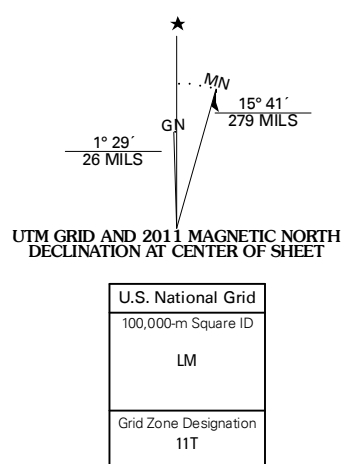 ★
MN
15° 41´
279 MILS
GN
1° 29´
26 MILS
UTM GRID AND 2011 MAGNETIC NORTH
DECLINATION AT CENTER OF SHEET
U.S. National Grid
100,000-m Square ID
LM
Grid Zone Designation
11T